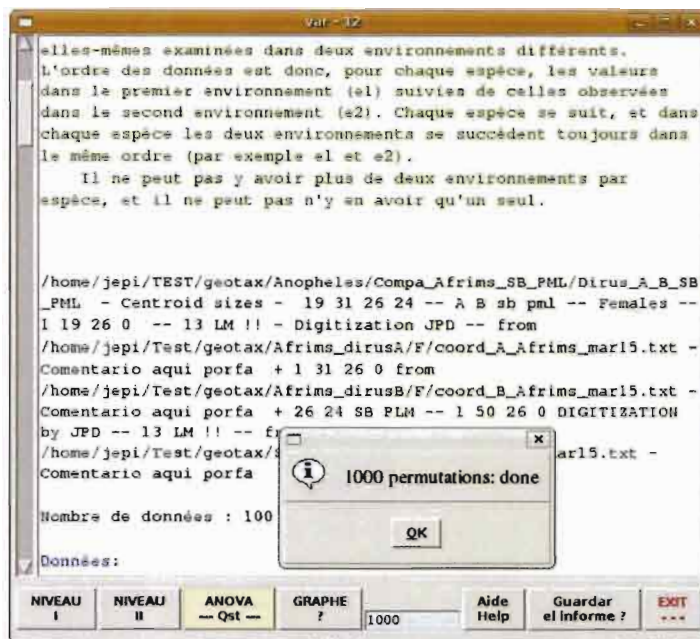 var - 12
elles-mêmes examinées dans deux environnements différents.
L'ordre des données est donc, pour chaque espèce, les valeurs
dans le premier environnement (e1) suivies de celles observées
dans le second environnement (e2). Chaque espèce se suit, et dans
chaque espèce les deux environnements se succèdent toujours dans
le même ordre (par exemple e1 et e2).
Il ne peut pas y avoir plus de deux environnements par
espèce, et il ne peut pas n'y en avoir qu'un seul.
/home/jepi/TEST/geotax/Anopheles/Compa_Afrims_SB_PML/Dirus_A_B_SB
_PML - Centroid sizes - 19 31 26 24 -- A B sb pml -- Females --
1 19 26 0 -- 13 LM !! - Digitization JPD -- from
/home/jepi/Test/geotax/Afrims_dirusA/F/coord_A_Afrims_mar15.txt -
Comentario aqui porfa + 1 31 26 0 from
/home/jepi/Test/geotax/Afrims_dirusB/F/coord_B_Afrims_mar15.txt -
Comentario aqui porfa + 26 24 SB PLM -- 1 50 26 0 DIGITIZATION
by JPD -- 13 LM !! -- f
/home/jepi/Test/geotax/ ar15.txt -
Comentario aqui porfa
1000 permutations: done
OK
Nombre de données : 100
Données:
NIVEAU I
NIVEAU II
ANOVA --- Qst ---
GRAPHE ?
1000
Aide Help
Guardar el informe ?
EXIT ---